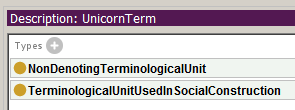 Description: UnicornTerm
Types
NonDenotingTerminologicalUnit
TerminologicalUnitUsedInSocialConstruction